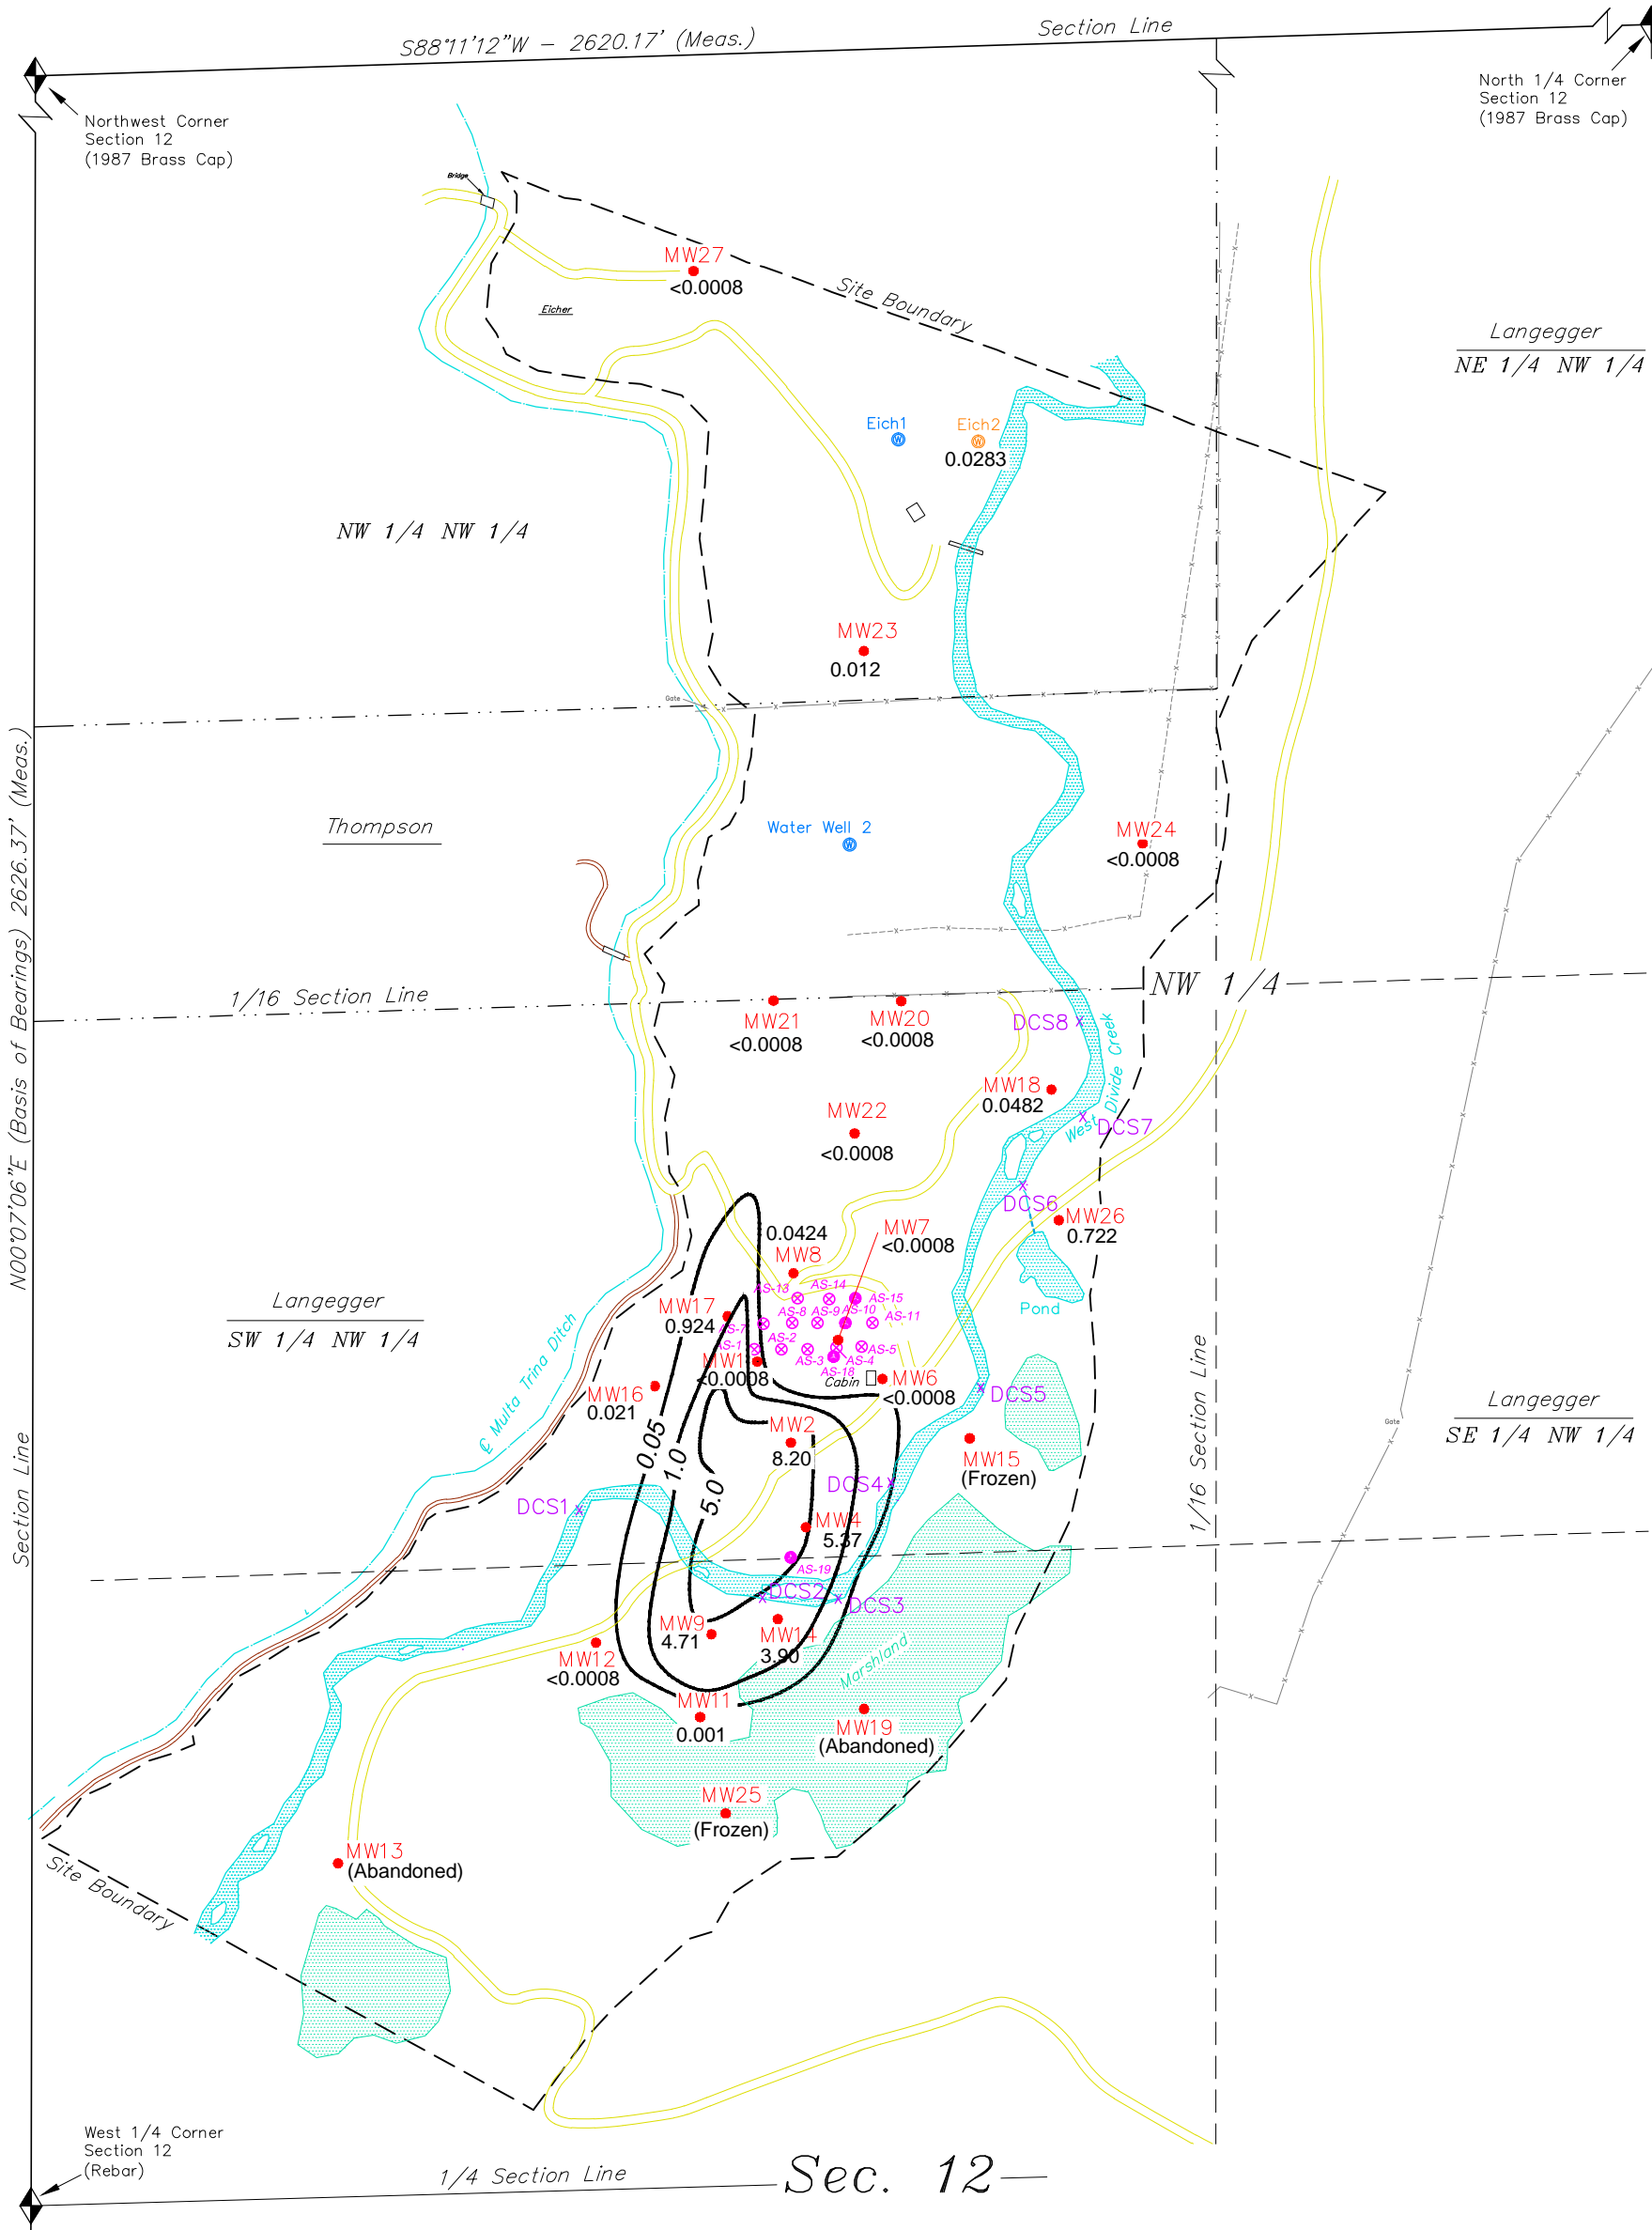 S88°11'12"W - 2620.17' (Meas.)
Section Line
Northwest Corner
Section 12
(1987 Brass Cap)
North 1/4 Corner
Section 12
(1987 Brass Cap)
Bridge
MW27
<0.0008
Site Boundary
Eicher
Langegger
NE 1/4 NW 1/4
Eich1
Eich2
0.0283
NW 1/4 NW 1/4
MW23
0.012
Gate
N00°07'06"E (Basis of Bearings) 2626.37' (Meas.)
Thompson
Water Well 2
MW24
<0.0008
1/16 Section Line
NW 1/4
MW21
<0.0008
MW20
<0.0008
DCS8
MW18
0.0482
West Divide Creek
DCS7
MW22
<0.0008
DCS6
MW26
0.722
0.0424
MW8
MW7
<0.0008
Pond
AS-13
AS-14
AS-15
AS-8
AS-9
AS-10
AS-11
AS-7
AS-1
AS-2
AS-3
AS-4
AS-5
AS-18
Langegger
SW 1/4 NW 1/4
MW17
0.924
MW1
<0.0008
Cabin
MW6
<0.0008
DCS5
MW16
0.021
℄ Multa Trina Ditch
0.05
1.0
5.0
MW2
8.20
MW15
(Frozen)
DCS4
Langegger
SE 1/4 NW 1/4
Gate
1/16 Section Line
Section Line
DCS1
MW4
5.37
AS-19
DCS2
DCS3
MW9
4.71
MW14
3.90
MW12
<0.0008
Marshland
MW11
0.001
MW19
(Abandoned)
MW25
(Frozen)
MW13
(Abandoned)
Site Boundary
West 1/4 Corner
Section 12
(Rebar)
1/4 Section Line
Sec. 12